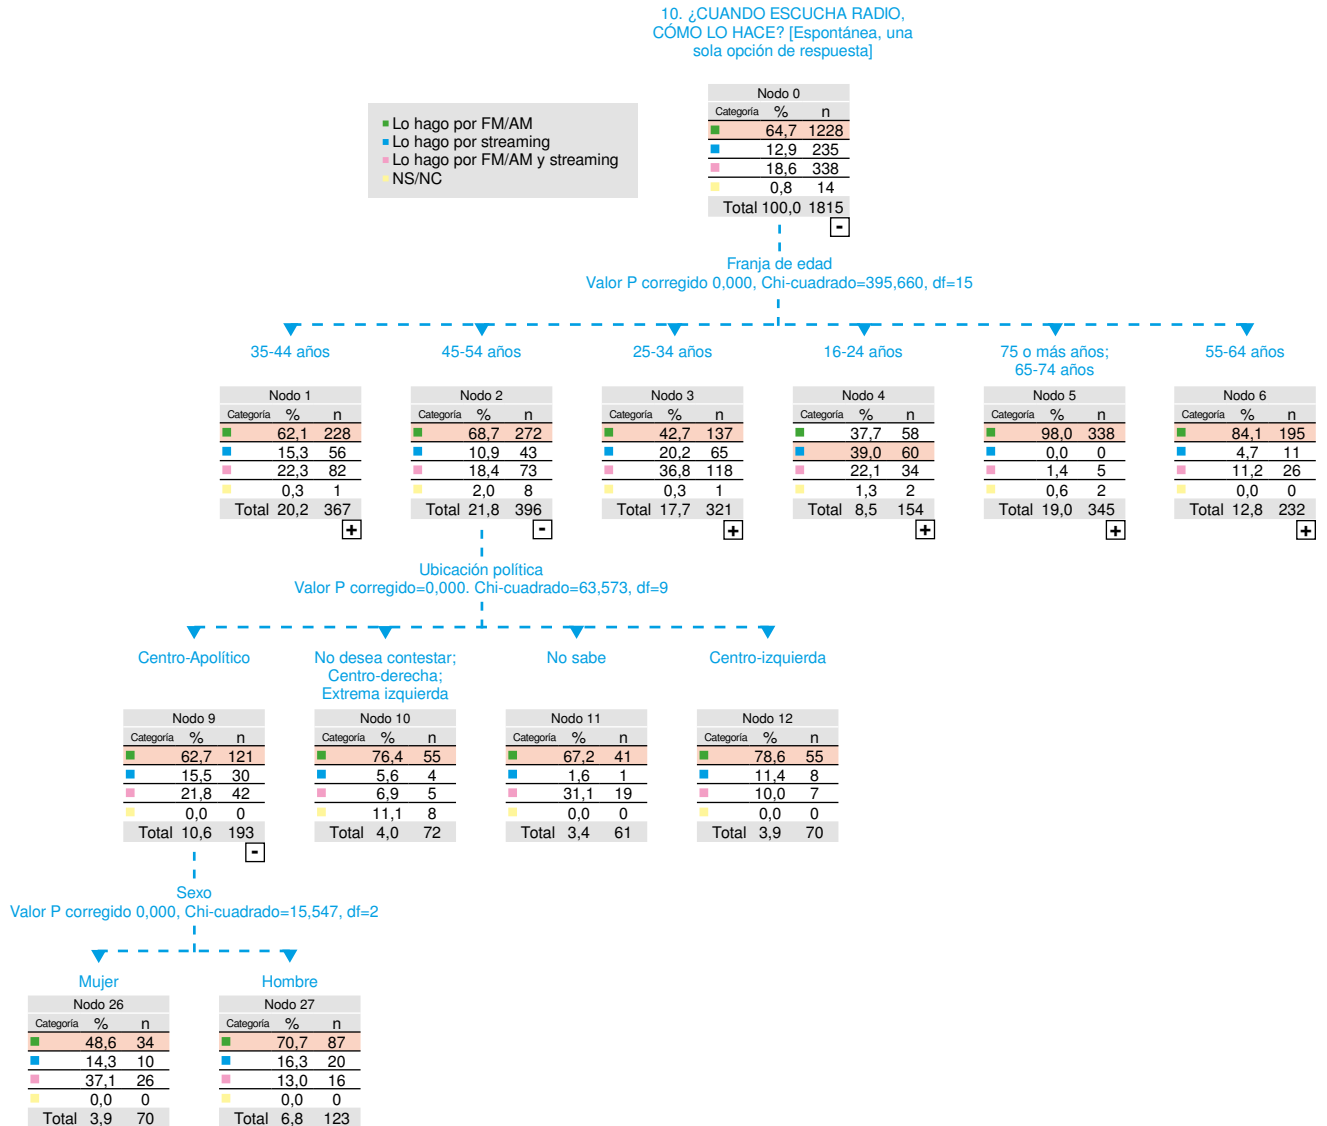 10. ¿CUANDO ESCUCHA RADIO,
CÓMO LO HACE? [Espontánea, una
sola opción de respuesta]
Lo hago por FM/AM
Lo hago por streaming
Lo hago por FM/AM y streaming
NS/NC
Nodo 0
Categoría % n
64,7 1228
12,9 235
18,6 338
0,8 14
Total 100,0 1815
-
Franja de edad
Valor P corregido 0,000, Chi-cuadrado=395,660, df=15
35-44 años
Nodo 1
Categoría % n
62,1 228
15,3 56
22,3 82
0,3 1
Total 20,2 367
+
45-54 años
Nodo 2
Categoría % n
68,7 272
10,9 43
18,4 73
2,0 8
Total 21,8 396
-
25-34 años
Nodo 3
Categoría % n
42,7 137
20,2 65
36,8 118
0,3 1
Total 17,7 321
+
16-24 años
Nodo 4
Categoría % n
37,7 58
39,0 60
22,1 34
1,3 2
Total 8,5 154
+
75 o más años;
65-74 años
Nodo 5
Categoría % n
98,0 338
0,0 0
1,4 5
0,6 2
Total 19,0 345
+
55-64 años
Nodo 6
Categoría % n
84,1 195
4,7 11
11,2 26
0,0 0
Total 12,8 232
+
Ubicación política
Valor P corregido=0,000. Chi-cuadrado=63,573, df=9
Centro-Apolítico
Nodo 9
Categoría % n
62,7 121
15,5 30
21,8 42
0,0 0
Total 10,6 193
-
No desea contestar;
Centro-derecha;
Extrema izquierda
Nodo 10
Categoría % n
76,4 55
5,6 4
6,9 5
11,1 8
Total 4,0 72
No sabe
Nodo 11
Categoría % n
67,2 41
1,6 1
31,1 19
0,0 0
Total 3,4 61
Centro-izquierda
Nodo 12
Categoría % n
78,6 55
11,4 8
10,0 7
0,0 0
Total 3,9 70
Sexo
Valor P corregido 0,000, Chi-cuadrado=15,547, df=2
Mujer
Nodo 26
Categoría % n
48,6 34
14,3 10
37,1 26
0,0 0
Total 3,9 70
Hombre
Nodo 27
Categoría % n
70,7 87
16,3 20
13,0 16
0,0 0
Total 6,8 123